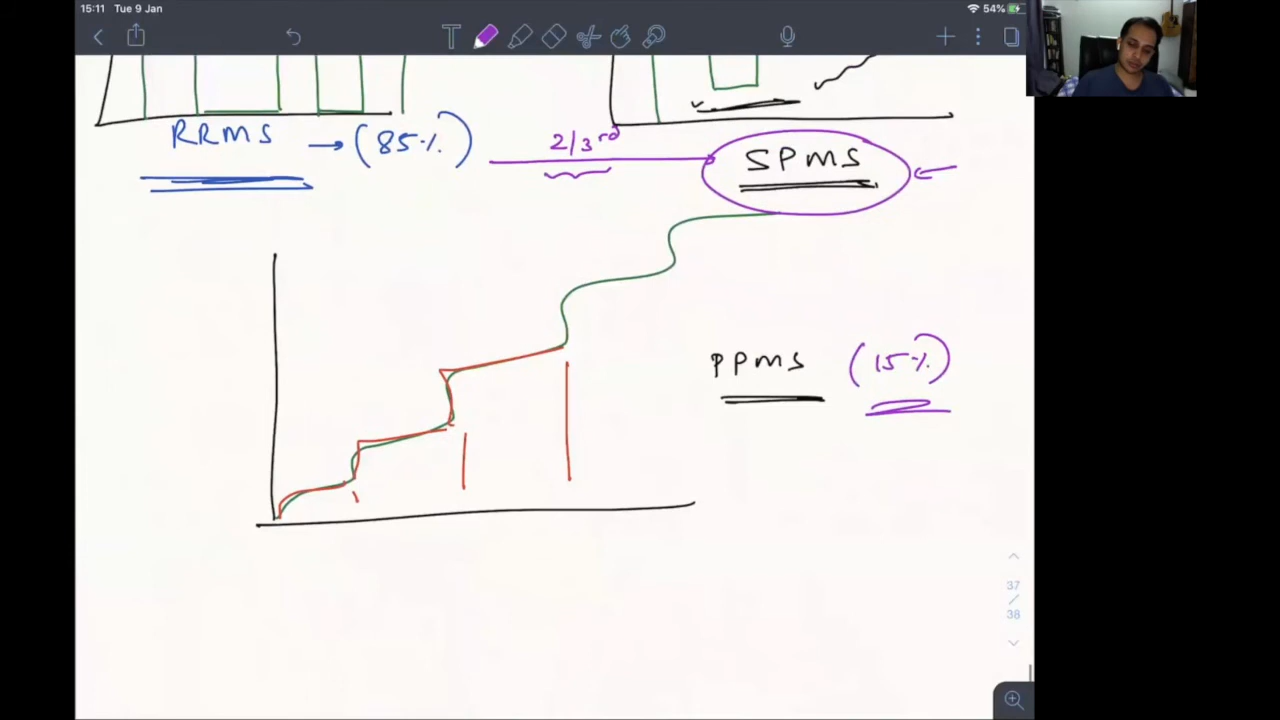 15:11 Tue 9 Jan
54%
RRMS → (85%)
2/3rd
SPMS
PPMS (15%)
37
/
38